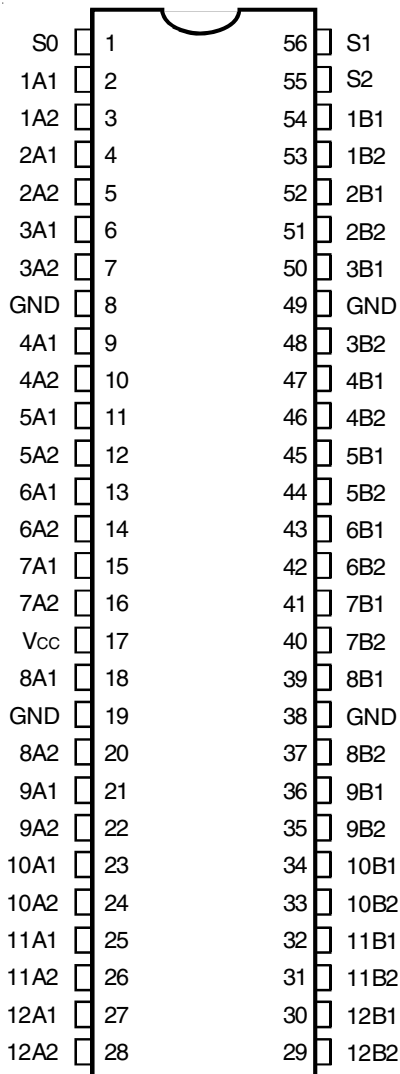 S0 1 56 S1
1A1 2 55 S2
1A2 3 54 1B1
2A1 4 53 1B2
2A2 5 52 2B1
3A1 6 51 2B2
3A2 7 50 3B1
GND 8 49 GND
4A1 9 48 3B2
4A2 10 47 4B1
5A1 11 46 4B2
5A2 12 45 5B1
6A1 13 44 5B2
6A2 14 43 6B1
7A1 15 42 6B2
7A2 16 41 7B1
Vcc 17 40 7B2
8A1 18 39 8B1
GND 19 38 GND
8A2 20 37 8B2
9A1 21 36 9B1
9A2 22 35 9B2
10A1 23 34 10B1
10A2 24 33 10B2
11A1 25 32 11B1
11A2 26 31 11B2
12A1 27 30 12B1
12A2 28 29 12B2